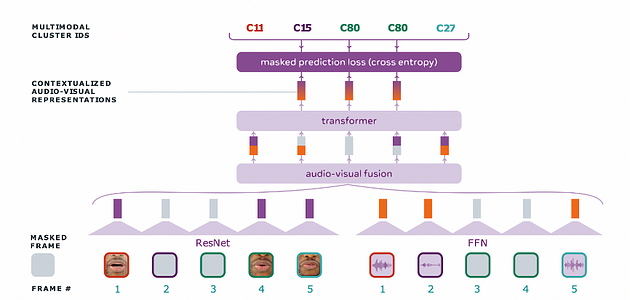 MULTIMODAL
CLUSTER IDS
C11 C15 C80 C80 C27
masked prediction loss (cross entropy)
CONTEXTUALIZED
AUDIO-VISUAL
REPRESENTATIONS
transformer
audio-visual fusion
MASKED
FRAME
ResNet FFN
FRAME # 1 2 3 4 5 1 2 3 4 5